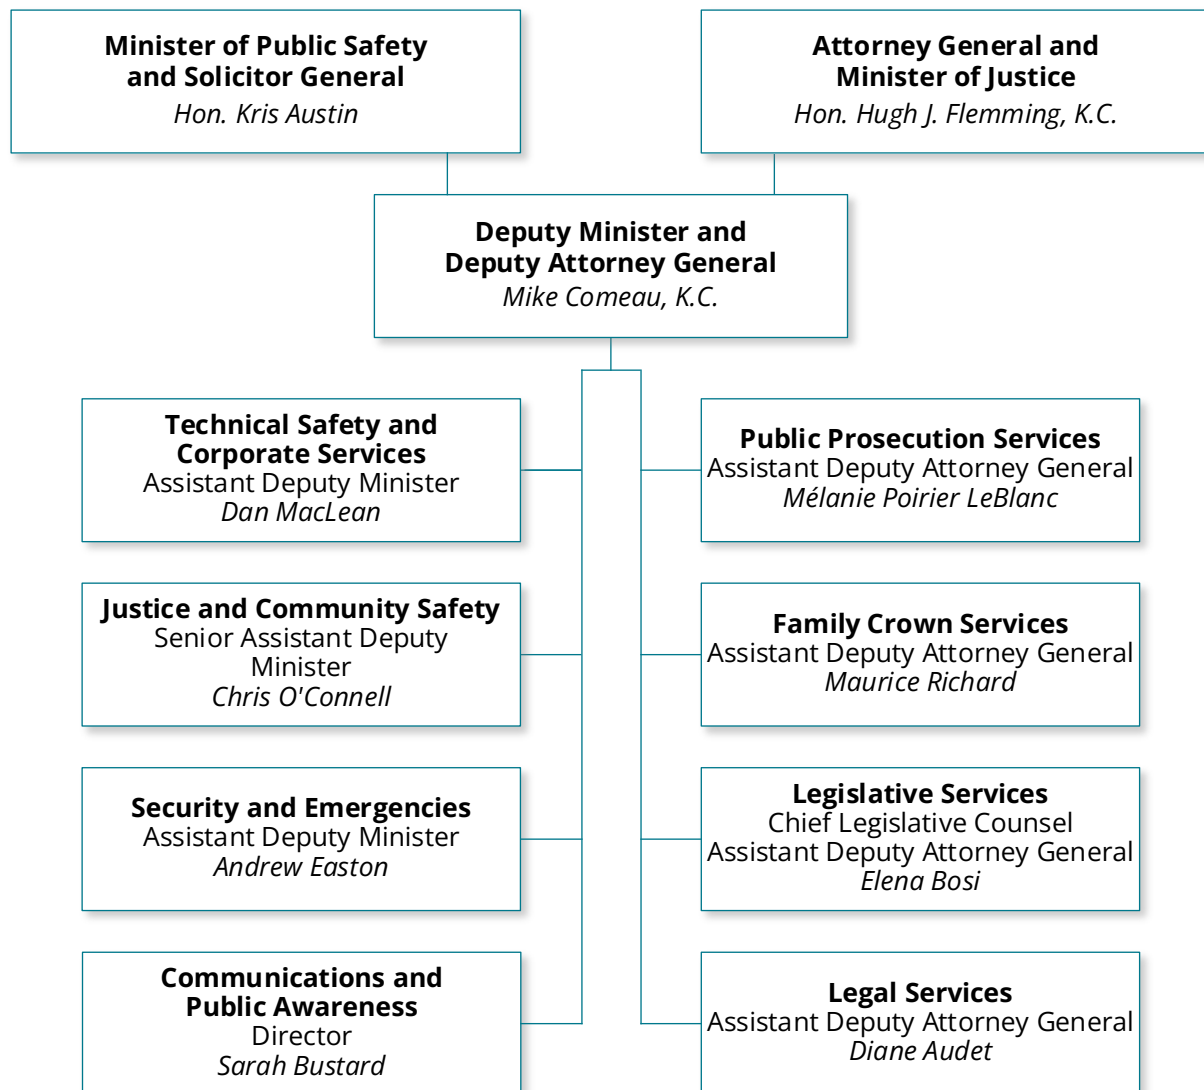 Minister of Public Safety
and Solicitor General
Hon. Kris Austin
Attorney General and
Minister of Justice
Hon. Hugh J. Flemming, K.C.
Deputy Minister and
Deputy Attorney General
Mike Comeau, K.C.
Technical Safety and
Corporate Services
Assistant Deputy Minister
Dan MacLean
Public Prosecution Services
Assistant Deputy Attorney General
Mélanie Poirier LeBlanc
Justice and Community Safety
Senior Assistant Deputy
Minister
Chris O'Connell
Family Crown Services
Assistant Deputy Attorney General
Maurice Richard
Security and Emergencies
Assistant Deputy Minister
Andrew Easton
Legislative Services
Chief Legislative Counsel
Assistant Deputy Attorney General
Elena Bosi
Communications and
Public Awareness
Director
Sarah Bustard
Legal Services
Assistant Deputy Attorney General
Diane Audet